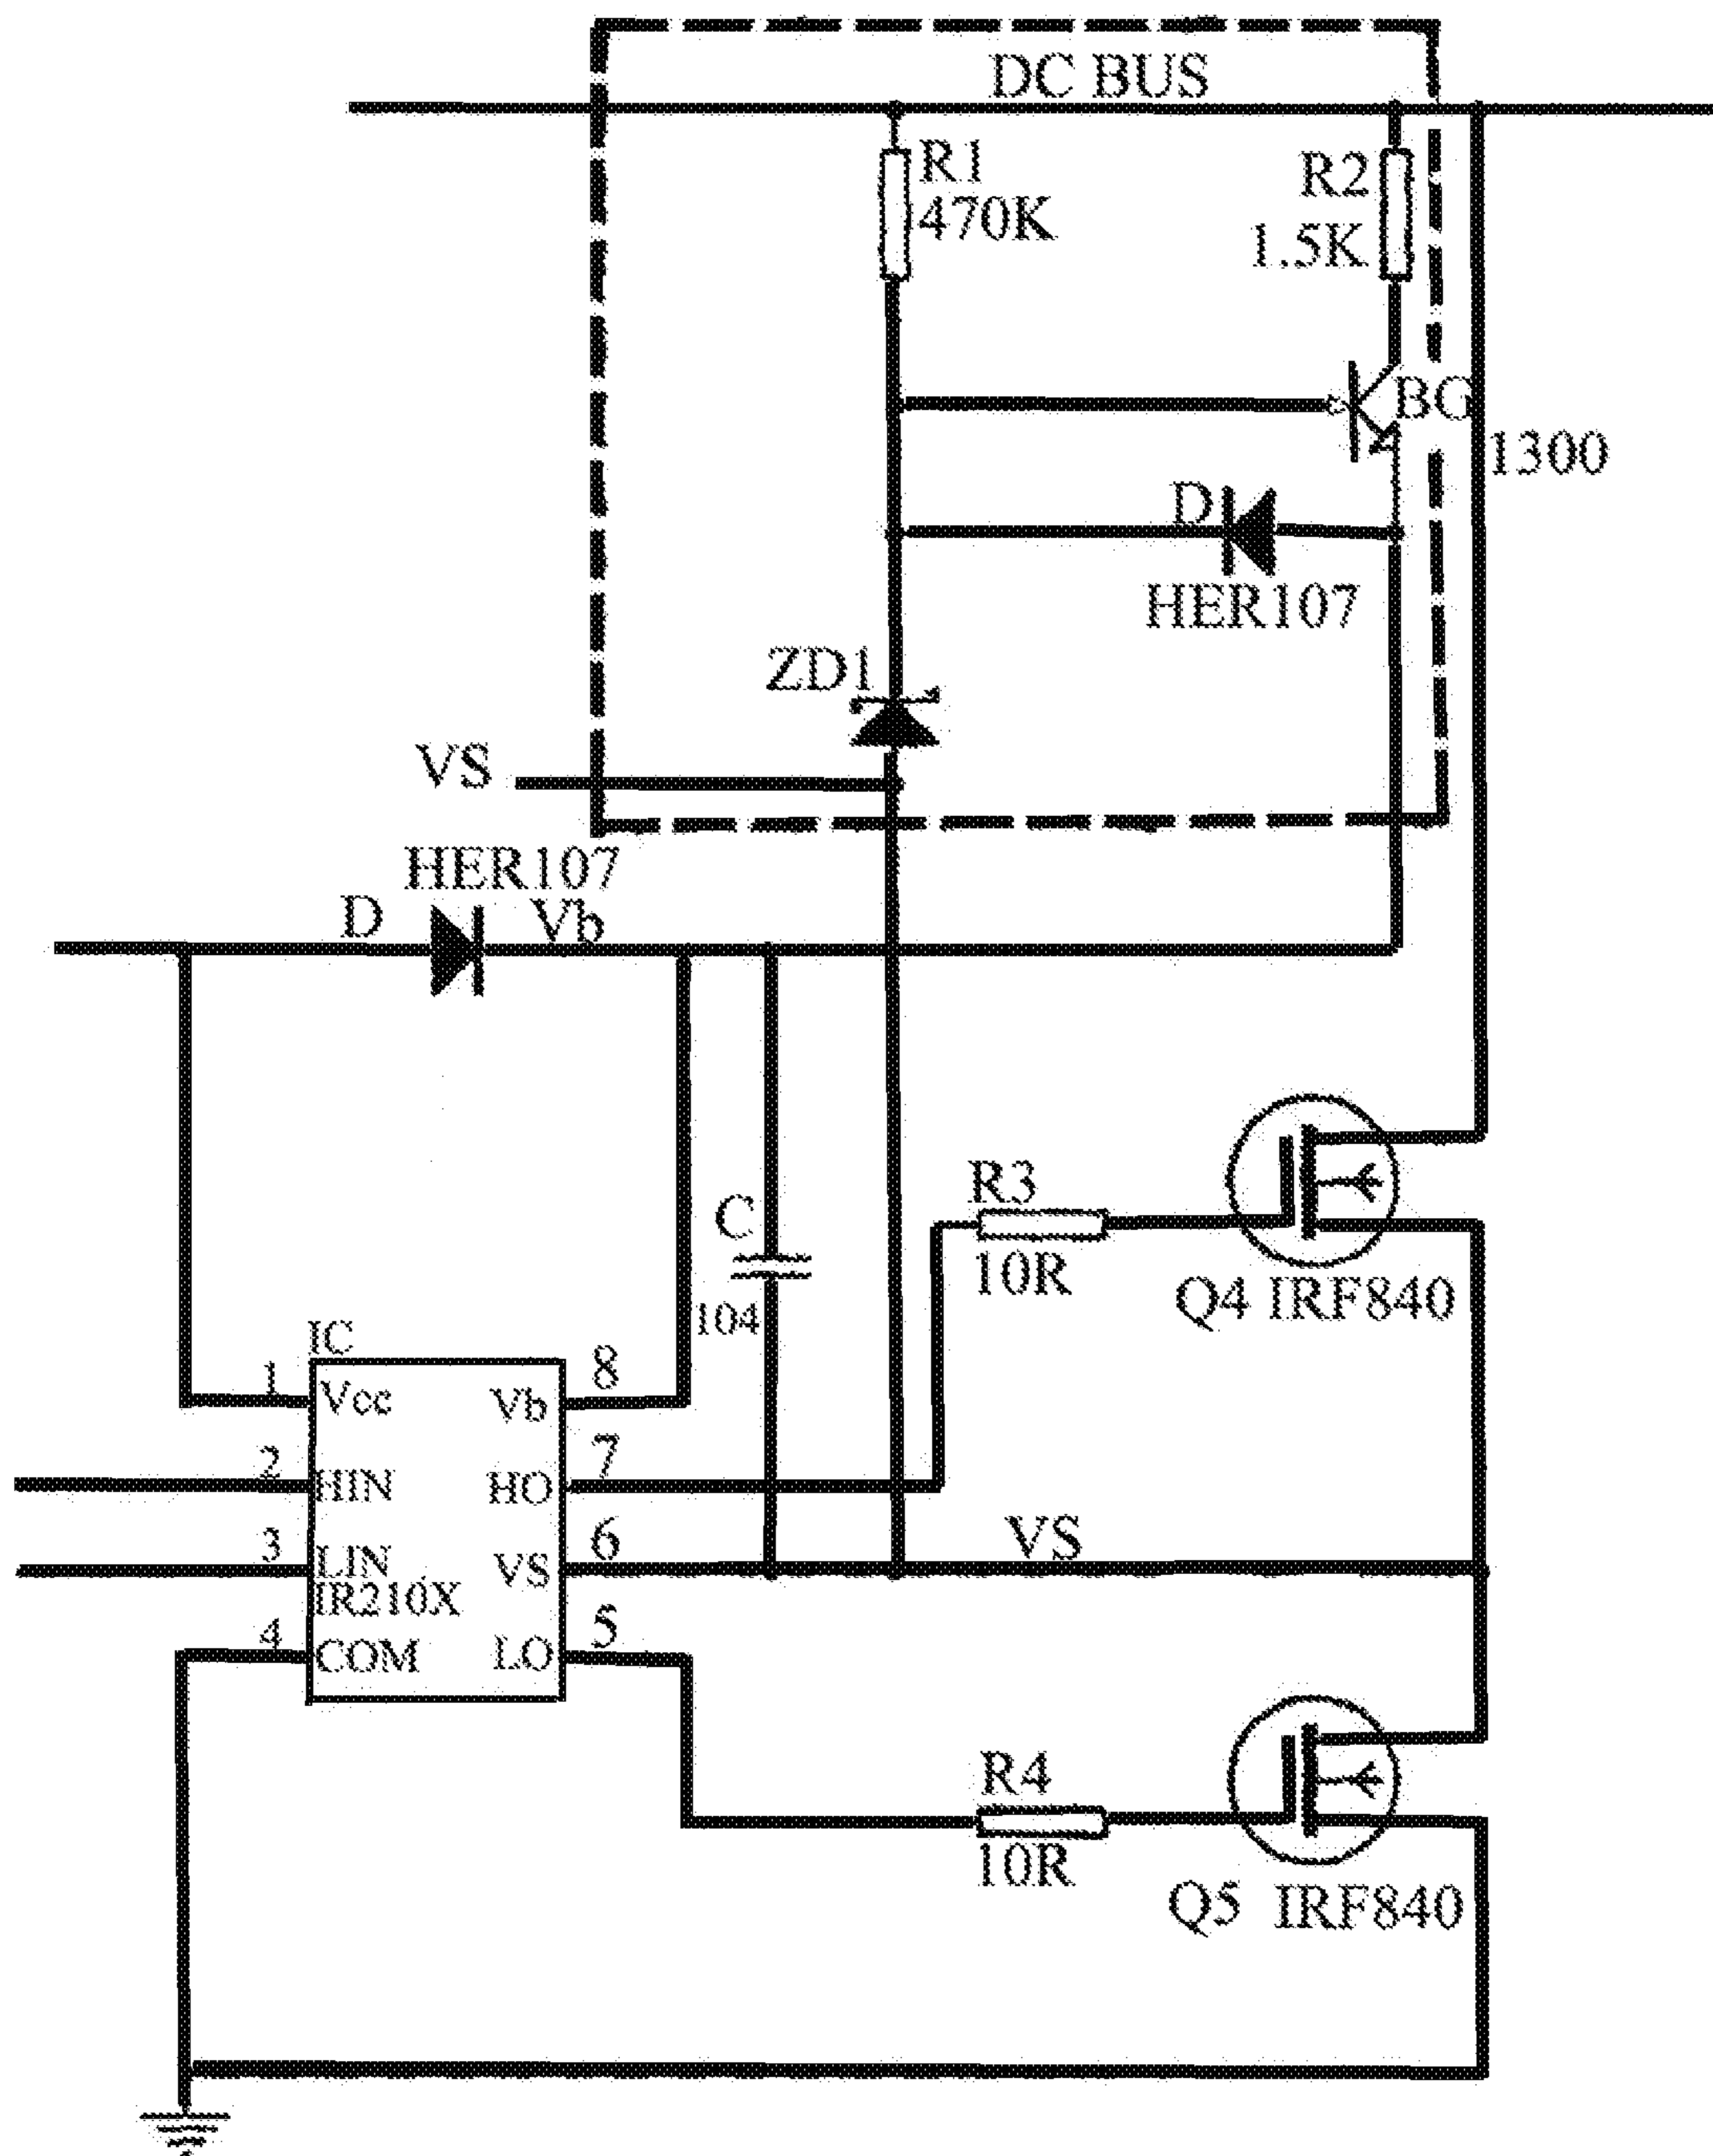 DC BUS
R1
470K
R2
1.5K
BG
1300
D
HER107
ZD1
VS
HER107
D
Vb
R3
10R
Q4 IRF840
C
104
IC
1
Vcc
Vb
8
2
HIN
HO
7
3
LIN
VS
6
VS
IR210X
4
COM
LO
5
R4
10R
Q5 IRF840